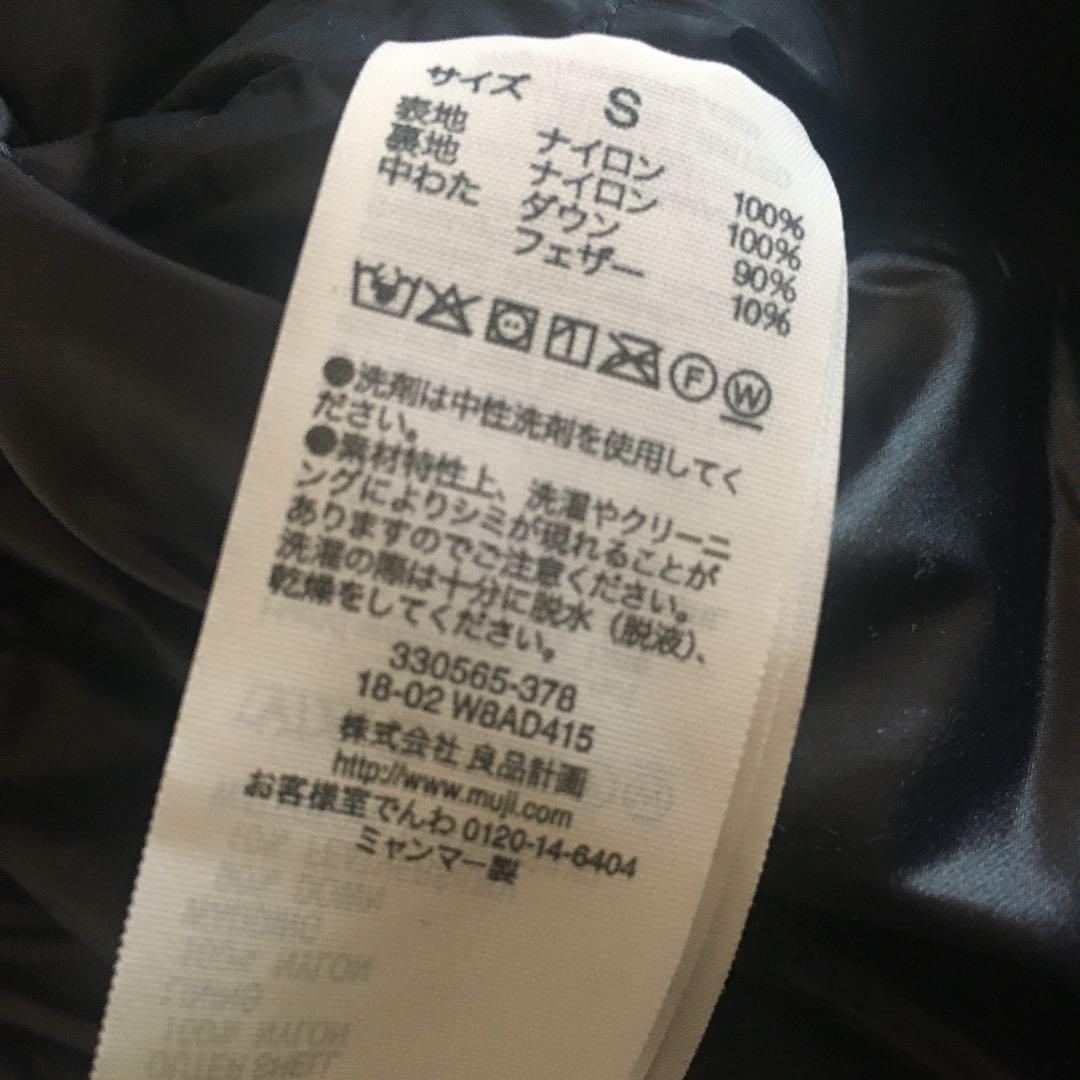 サイズ S
表地 ナイロン 100%
裏地 ナイロン 100%
中わた ダウン 90%
フェザー 10%
F W
●洗剤は中性洗剤を使用してく
ださい。
●素材特性上、洗濯やクリーニ
ングによりシミが現れることが
ありますのでご注意ください。
洗濯の際は十分に脱水（脱液）、
乾燥をしてください。
330565-378
18-02 W8AD415
株式会社 良品計画
http://www.muji.com
お客様室でんわ 0120-14-6404
ミャンマー製